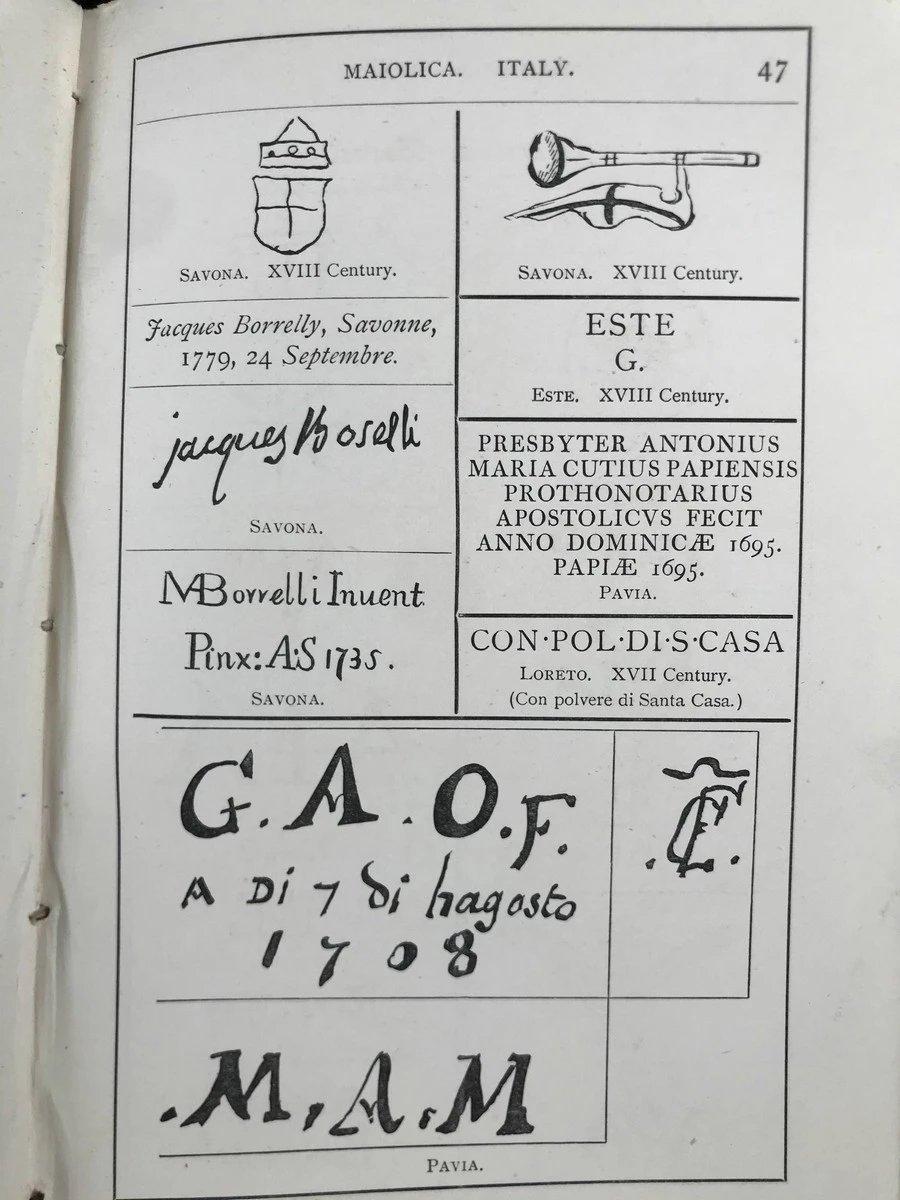 MAIOLICA. ITALY. 47
SAVONA. XVIII Century.
Jacques Borrelly, Savonne,
1779, 24 Septembre.
jacques Boselli
SAVONA.
MBorrelli Inuent
Pinx: A:S 1735.
SAVONA.
SAVONA. XVIII Century.
ESTE
G.
ESTE. XVIII Century.
PRESBYTER ANTONIUS
MARIA CUTIUS PAPIENSIS
PROTHONOTARIUS
APOSTOLICVS FECIT
ANNO DOMINICÆ 1695.
PAPIÆ 1695.
PAVIA.
CON·POL·DI·S·CASA
LORETO. XVII Century.
(Con polvere di Santa Casa.)
G. A. O. F.
A Di 7 di hagosto
1708
.M, A, M
PAVIA.